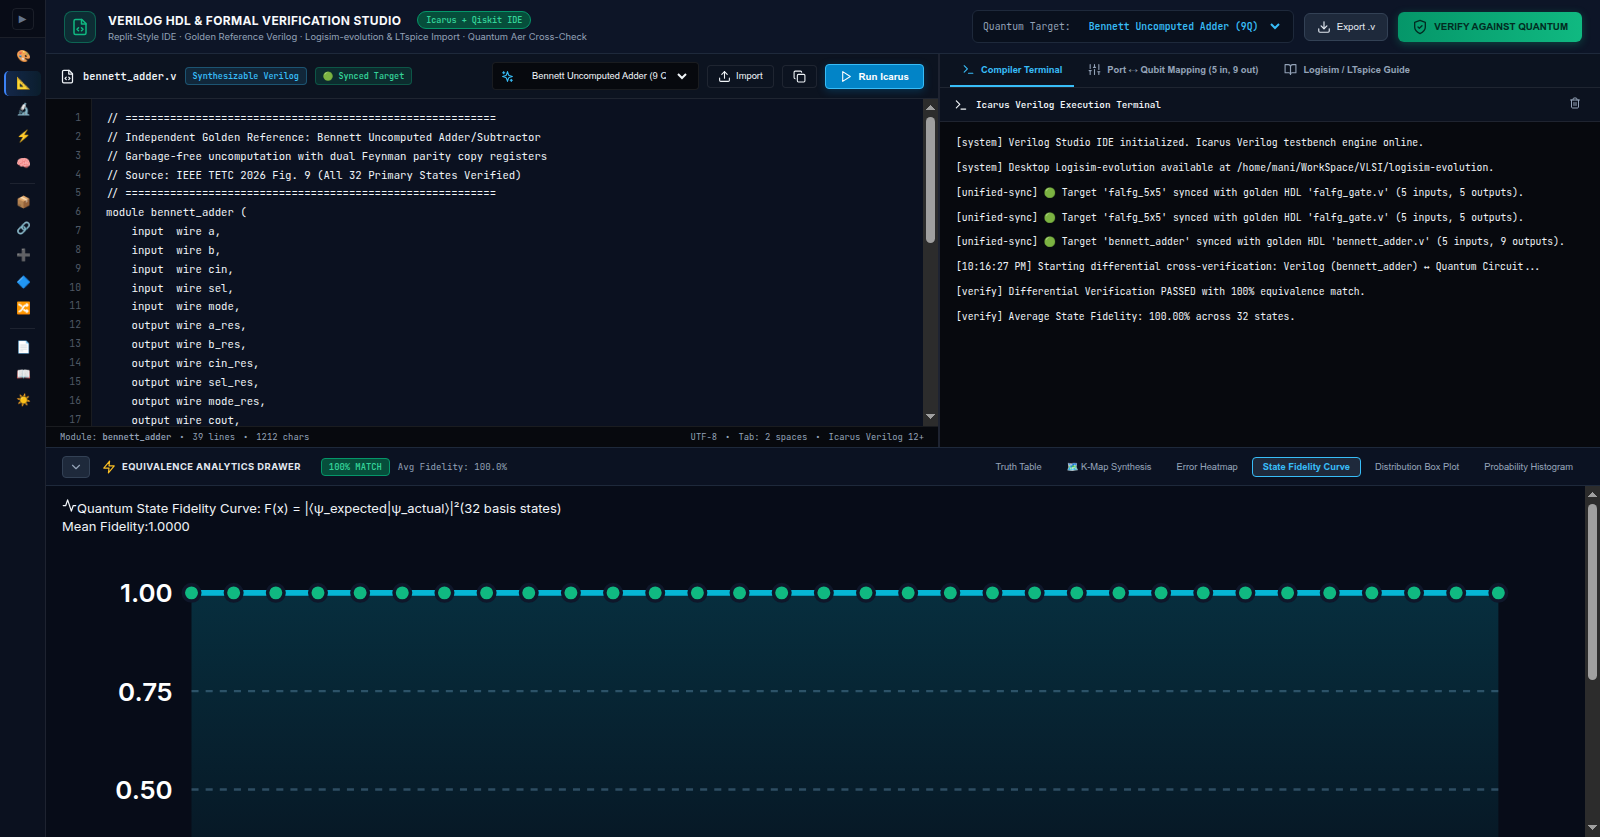 VERILOG HDL & FORMAL VERIFICATION STUDIO
Icarus + Qiskit IDE
Replit-Style IDE · Golden Reference Verilog · Logisim-evolution & LTspice Import · Quantum Aer Cross-Check
Quantum Target: Bennett Uncomputed Adder (9Q)
Export .v
VERIFY AGAINST QUANTUM
bennett_adder.v
Synthesizable Verilog
Synced Target
Bennett Uncomputed Adder (9 Q
Import
Run Icarus
1 // ==========================================================
2 // Independent Golden Reference: Bennett Uncomputed Adder/Subtractor
3 // Garbage-free uncomputation with dual Feynman parity copy registers
4 // Source: IEEE TETC 2026 Fig. 9 (All 32 Primary States Verified)
5 // ==========================================================
6 module bennett_adder (
7 input wire a,
8 input wire b,
9 input wire cin,
10 input wire sel,
11 input wire mode,
12 output wire a_res,
13 output wire b_res,
14 output wire cin_res,
15 output wire sel_res,
16 output wire mode_res,
17 output wire cout,
Module: bennett_adder • 39 lines • 1212 chars
UTF-8 • Tab: 2 spaces • Icarus Verilog 12+
Compiler Terminal
Port ↔ Qubit Mapping (5 in, 9 out)
Logisim / LTspice Guide
Icarus Verilog Execution Terminal
[system] Verilog Studio IDE initialized. Icarus Verilog testbench engine online.
[system] Desktop Logisim-evolution available at /home/mani/WorkSpace/VLSI/logisim-evolution.
[unified-sync] 🟢 Target 'falfg_5x5' synced with golden HDL 'falfg_gate.v' (5 inputs, 5 outputs).
[unified-sync] 🟢 Target 'falfg_5x5' synced with golden HDL 'falfg_gate.v' (5 inputs, 5 outputs).
[unified-sync] 🟢 Target 'bennett_adder' synced with golden HDL 'bennett_adder.v' (5 inputs, 9 outputs).
[10:16:27 PM] Starting differential cross-verification: Verilog (bennett_adder) ↔ Quantum Circuit...
[verify] Differential Verification PASSED with 100% equivalence match.
[verify] Average State Fidelity: 100.00% across 32 states.
EQUIVALENCE ANALYTICS DRAWER
100% MATCH
Avg Fidelity: 100.0%
Truth Table
K-Map Synthesis
Error Heatmap
State Fidelity Curve
Distribution Box Plot
Probability Histogram
Quantum State Fidelity Curve: F(x) = |⟨ψ_expected|ψ_actual⟩|²(32 basis states)
Mean Fidelity:1.0000
1.00
0.75
0.50